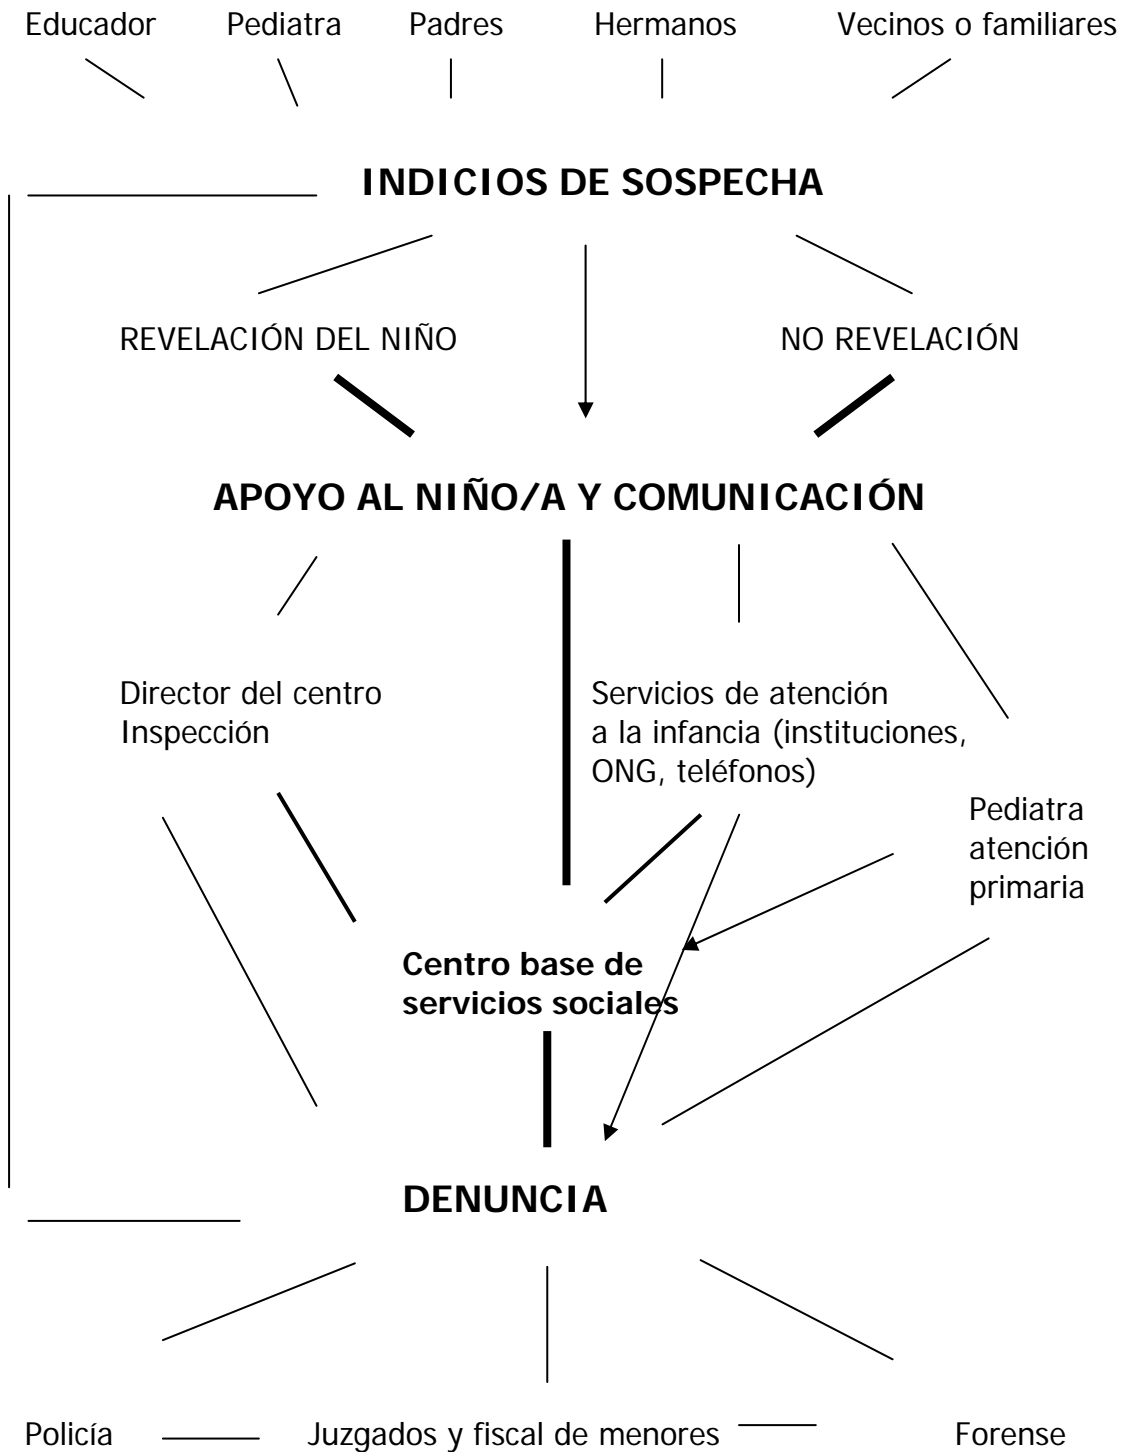 Educador Pediatra Padres Hermanos Vecinos o familiares
INDICIOS DE SOSPECHA
REVELACIÓN DEL NIÑO NO REVELACIÓN
APOYO AL NIÑO/A Y COMUNICACIÓN
Director del centro
Inspección
Servicios de atención
a la infancia (instituciones,
ONG, teléfonos)
Pediatra
atención
primaria
Centro base de
servicios sociales
DENUNCIA
Policía Juzgados y fiscal de menores Forense